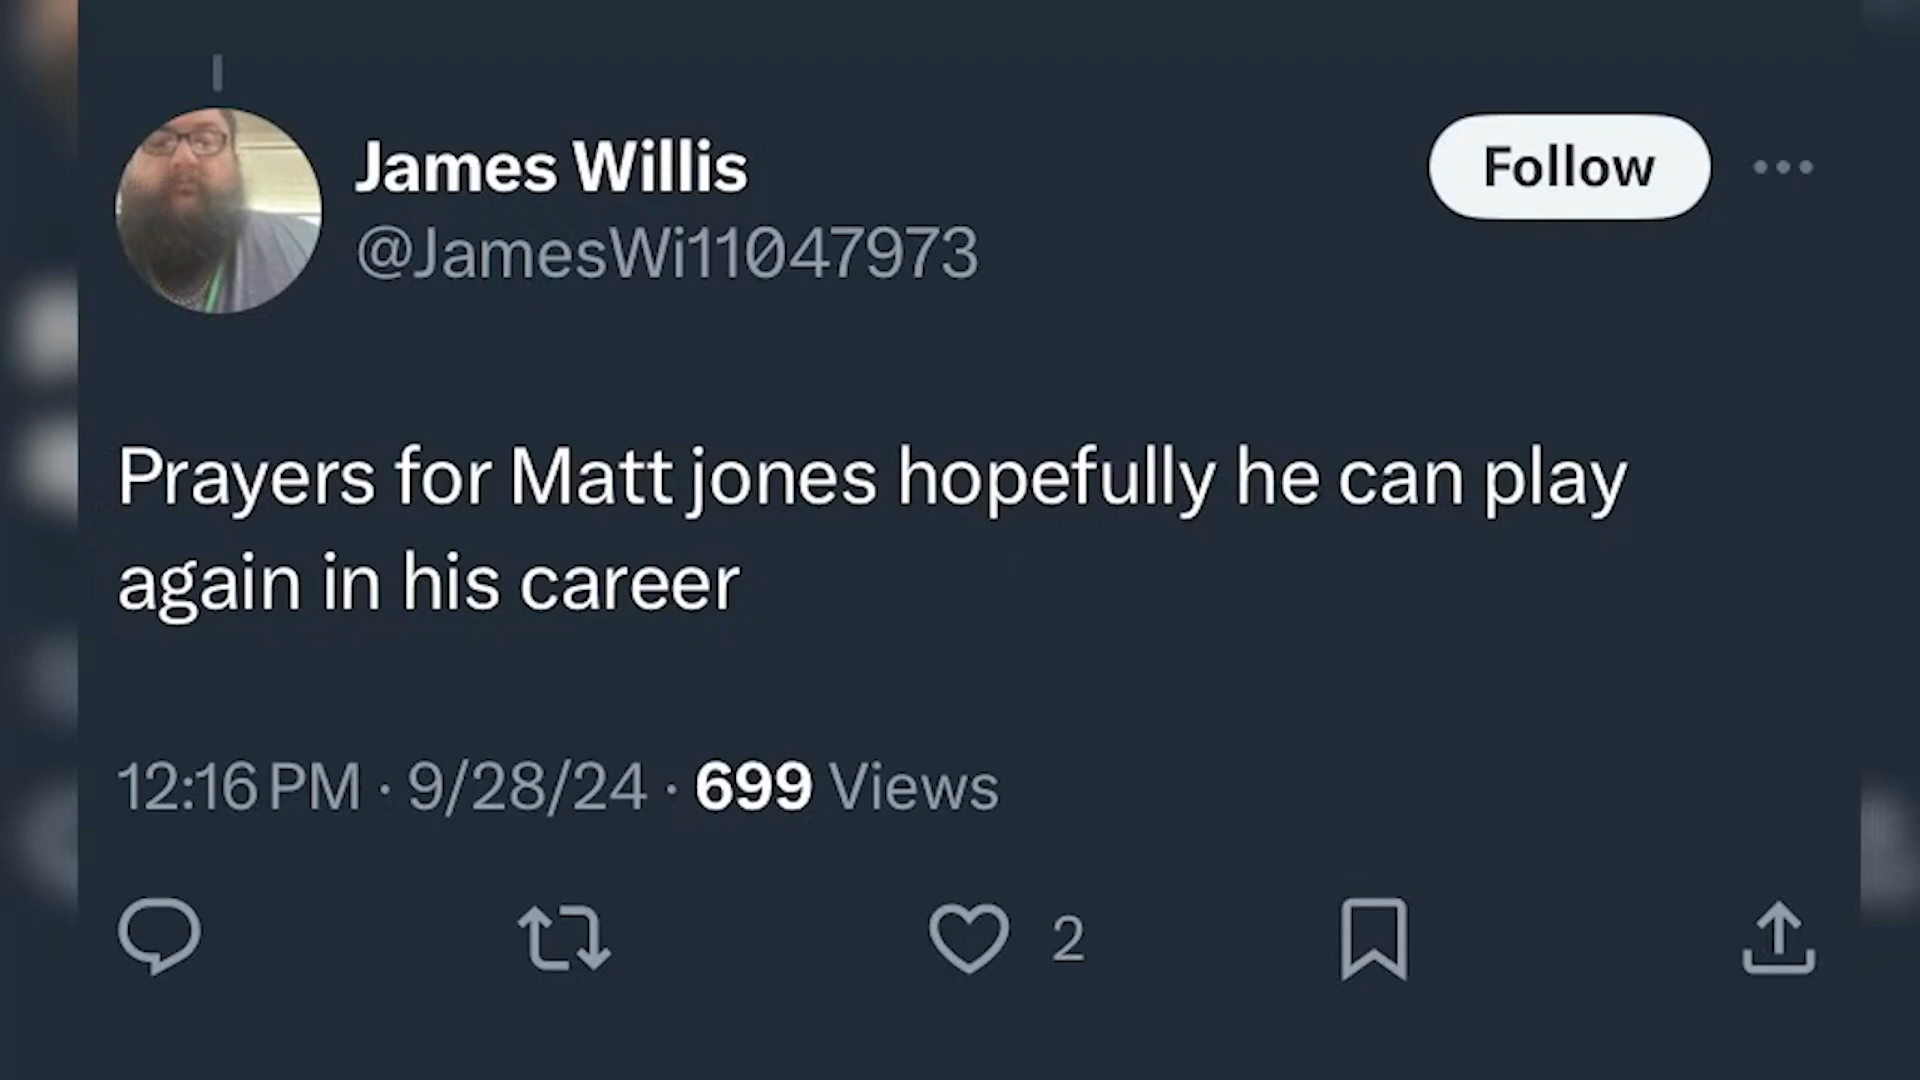 James Willis
Follow
@JamesWi11047973
Prayers for Matt jones hopefully he can play
again in his career
12:16 PM · 9/28/24 · 699 Views
2